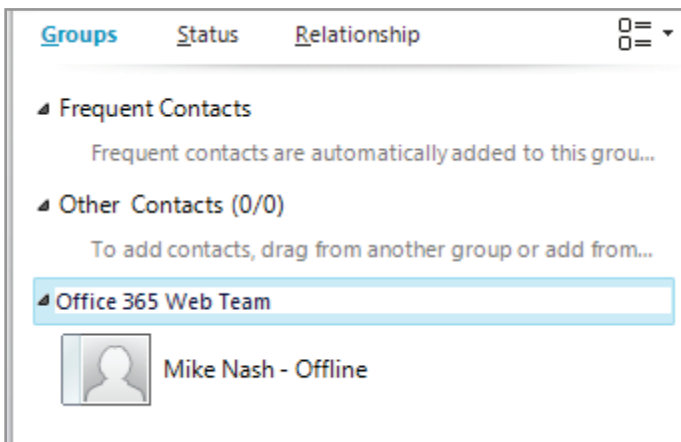 Groups Status Relationship
Frequent Contacts
Frequent contacts are automatically added to this grou...
Other Contacts (0/0)
To add contacts, drag from another group or add from...
Office 365 Web Team
Mike Nash - Offline